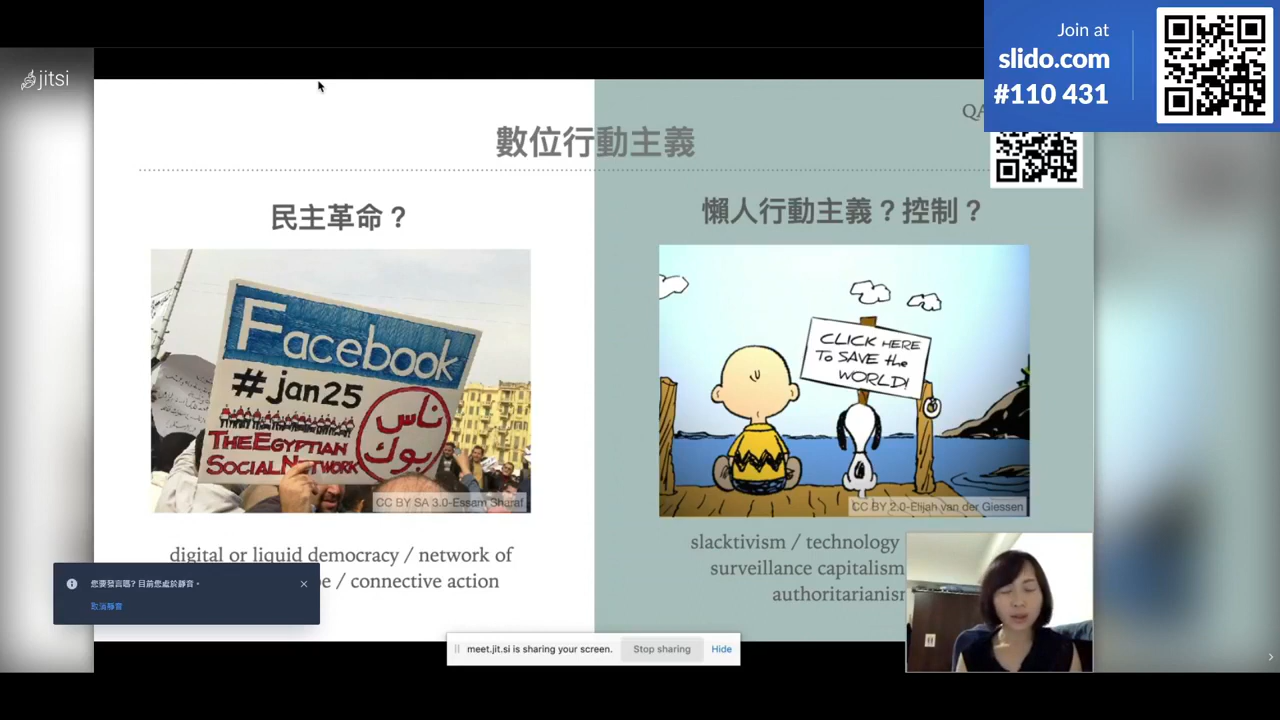 Join at
slido.com
#110 431
jitsi
數位行動主義
民主革命？
Facebook
#jan25
THE EGYPTIAN
SOCIAL NETWORK
ناس
بوك
CC BY SA 3.0-Essam Sharaf
digital or liquid democracy / network of
/ connective action
懶人行動主義？控制？
CLICK HERE
TO SAVE the
WORLD!
CC BY 2.0-Elijah van der Giessen
slacktivism / technology
surveillance capitalism
您要發言嗎? 目前您處於靜音。
取消靜音
meet.jit.si is sharing your screen.
Stop sharing
Hide